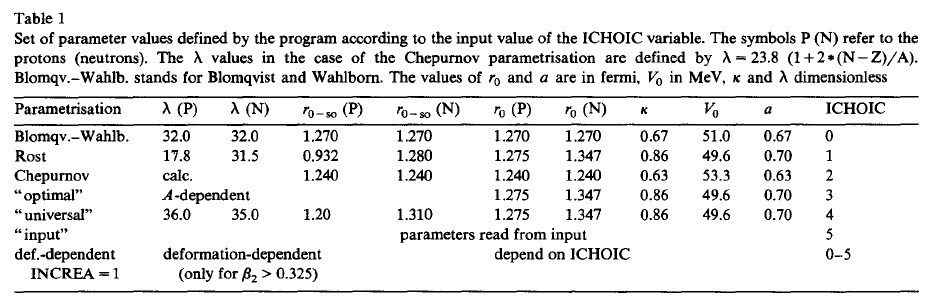 Table 1
Set of parameter values defined by the program according to the input value of the ICHOIC variable. The symbols P (N) refer to the
protons (neutrons). The λ values in the case of the Chepurnov parametrisation are defined by λ = 23.8 (1+2*(N−Z)/A).
Blomqv.−Wahlb. stands for Blomqvist and Wahlborn. The values of r₀ and a are in fermi, V₀ in MeV, κ and λ dimensionless
Parametrisation λ (P) λ (N) r₀₋ₛₒ (P) r₀₋ₛₒ (N) r₀ (P) r₀ (N) κ V₀ a ICHOIC
Blomqv.−Wahlb. 32.0 32.0 1.270 1.270 1.270 1.270 0.67 51.0 0.67 0
Rost 17.8 31.5 0.932 1.280 1.275 1.347 0.86 49.6 0.70 1
Chepurnov calc. 1.240 1.240 1.240 1.240 0.63 53.3 0.63 2
"optimal" A-dependent 1.275 1.347 0.86 49.6 0.70 3
"universal" 36.0 35.0 1.20 1.310 1.275 1.347 0.86 49.6 0.70 4
"input" parameters read from input 5
def.-dependent deformation-dependent depend on ICHOIC 0–5
INCREA = 1 (only for β₂ > 0.325)